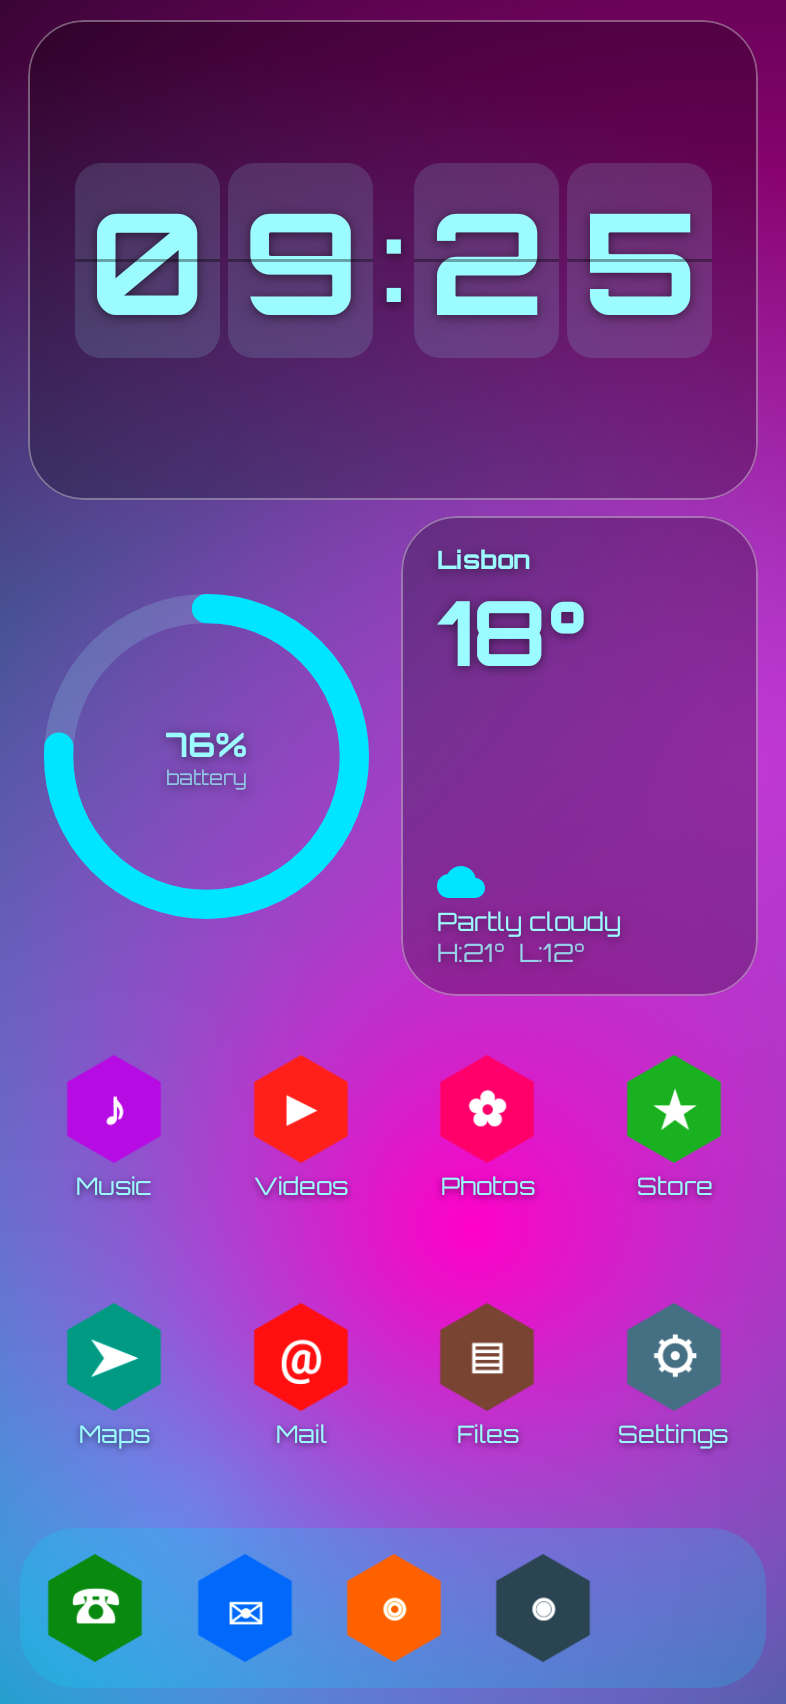 09:25
Lisbon
18°
76%
battery
Partly cloudy
H:21° L:12°
Music
Videos
Photos
Store
Maps
@
Mail
Files
Settings